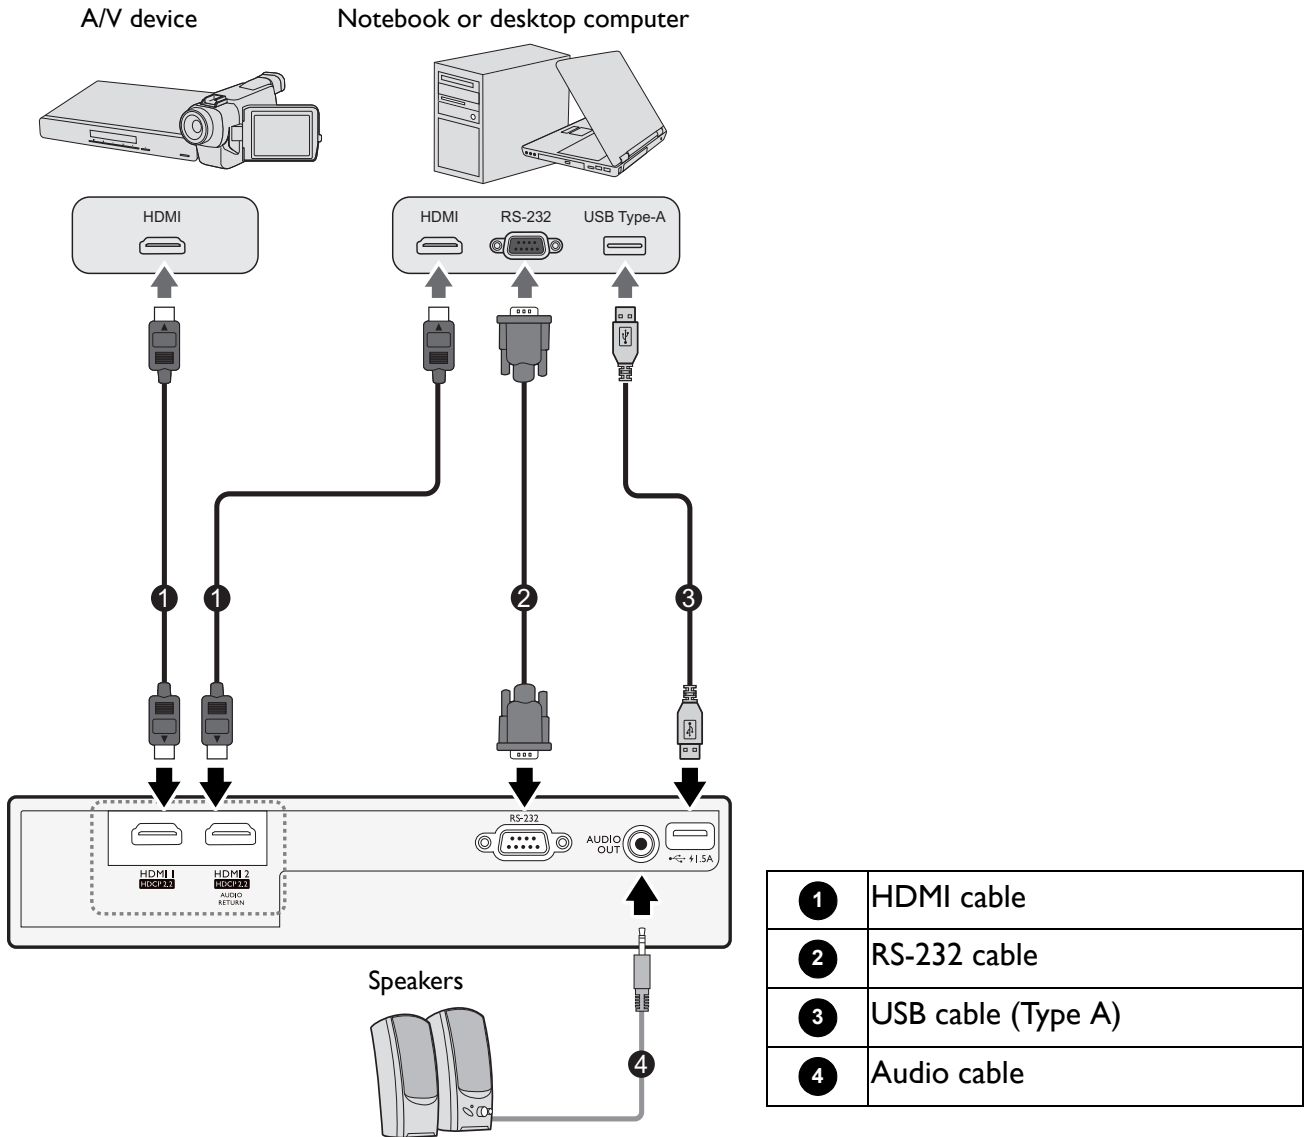 A/V device
Notebook or desktop computer
HDMI
HDMI
RS-232
USB Type-A
1
1
2
3
RS-232
AUDIO
OUT
1.5A
HDMI 1
HDCP 2.2
HDMI 2
HDCP 2.2
AUDIO
RETURN
Speakers
4
1 HDMI cable
2 RS-232 cable
3 USB cable (Type A)
4 Audio cable